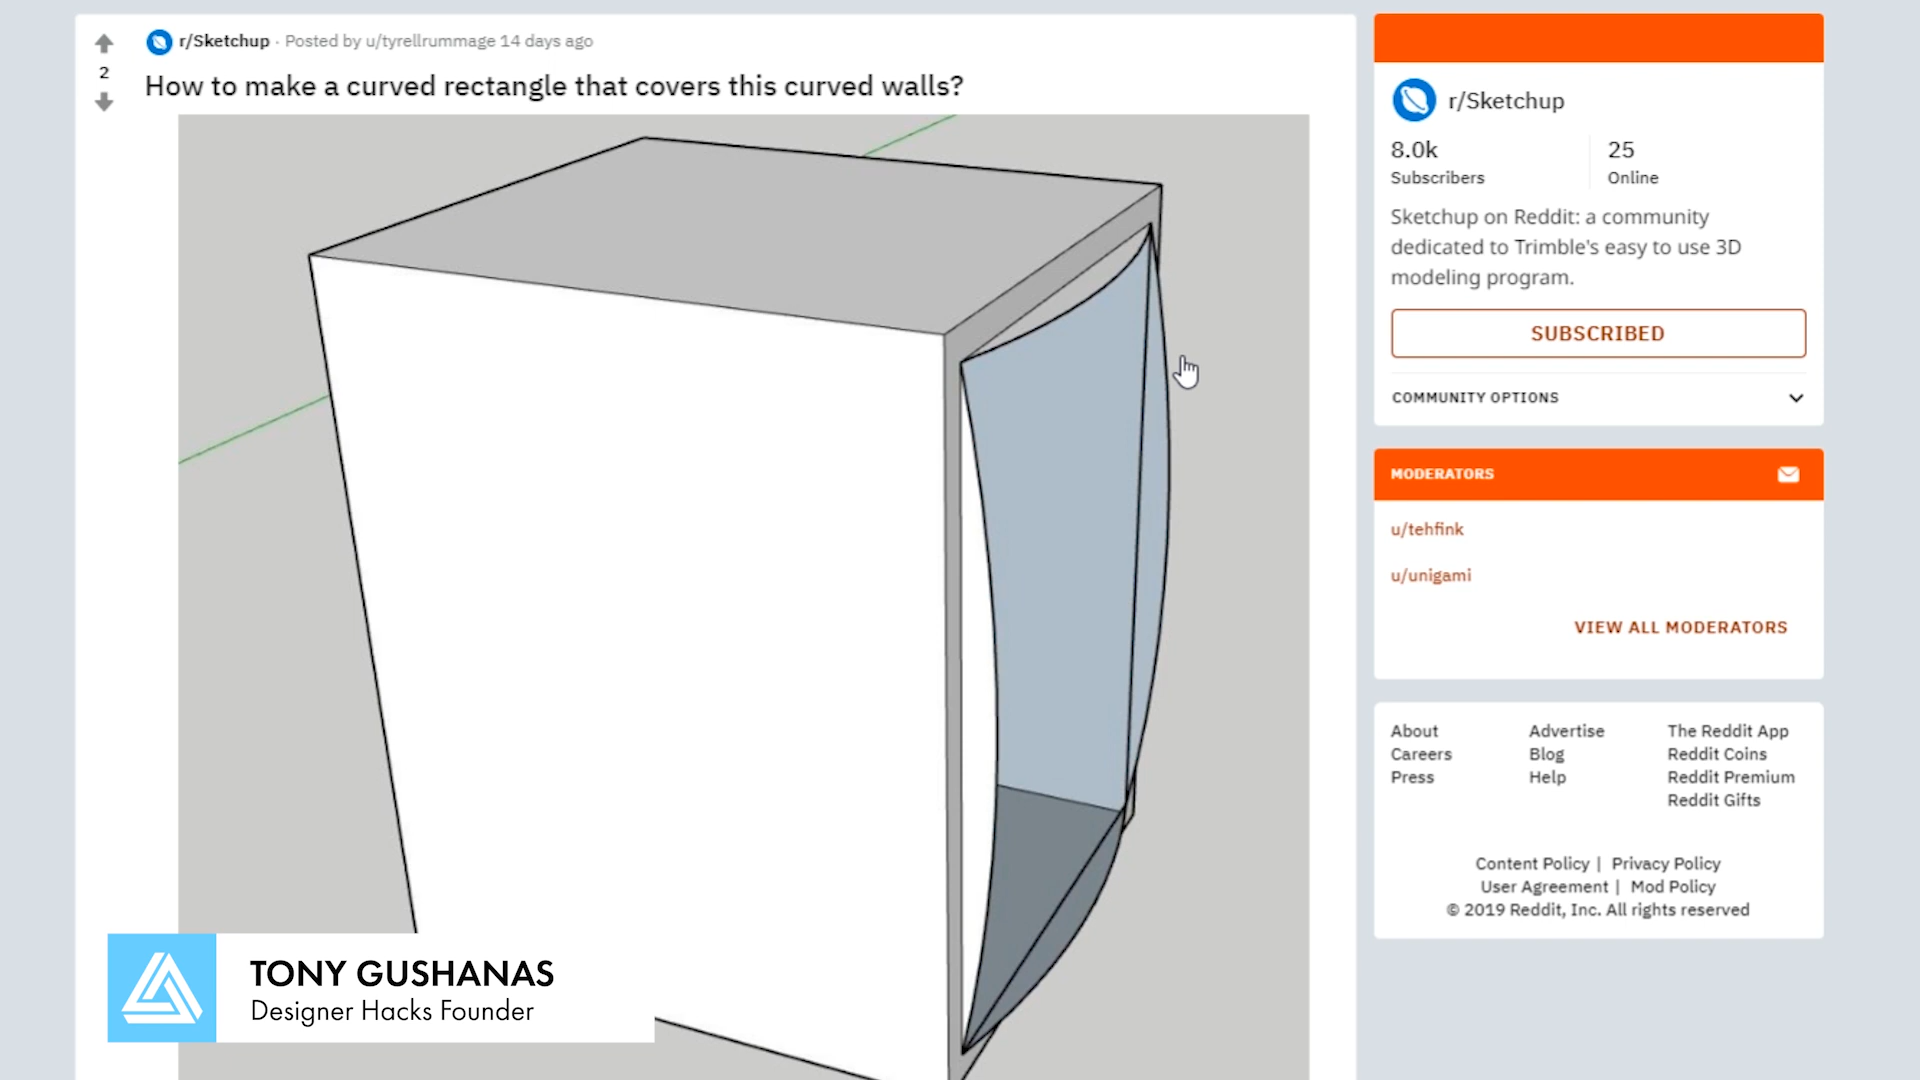 r/Sketchup · Posted by u/tyrellrummage 14 days ago
2
How to make a curved rectangle that covers this curved walls?
TONY GUSHANAS
Designer Hacks Founder
r/Sketchup
8.0k
Subscribers
25
Online
Sketchup on Reddit: a community
dedicated to Trimble's easy to use 3D
modeling program.
SUBSCRIBED
COMMUNITY OPTIONS
MODERATORS
u/tehfink
u/unigami
VIEW ALL MODERATORS
About
Careers
Press
Advertise
Blog
Help
The Reddit App
Reddit Coins
Reddit Premium
Reddit Gifts
Content Policy | Privacy Policy
User Agreement | Mod Policy
© 2019 Reddit, Inc. All rights reserved